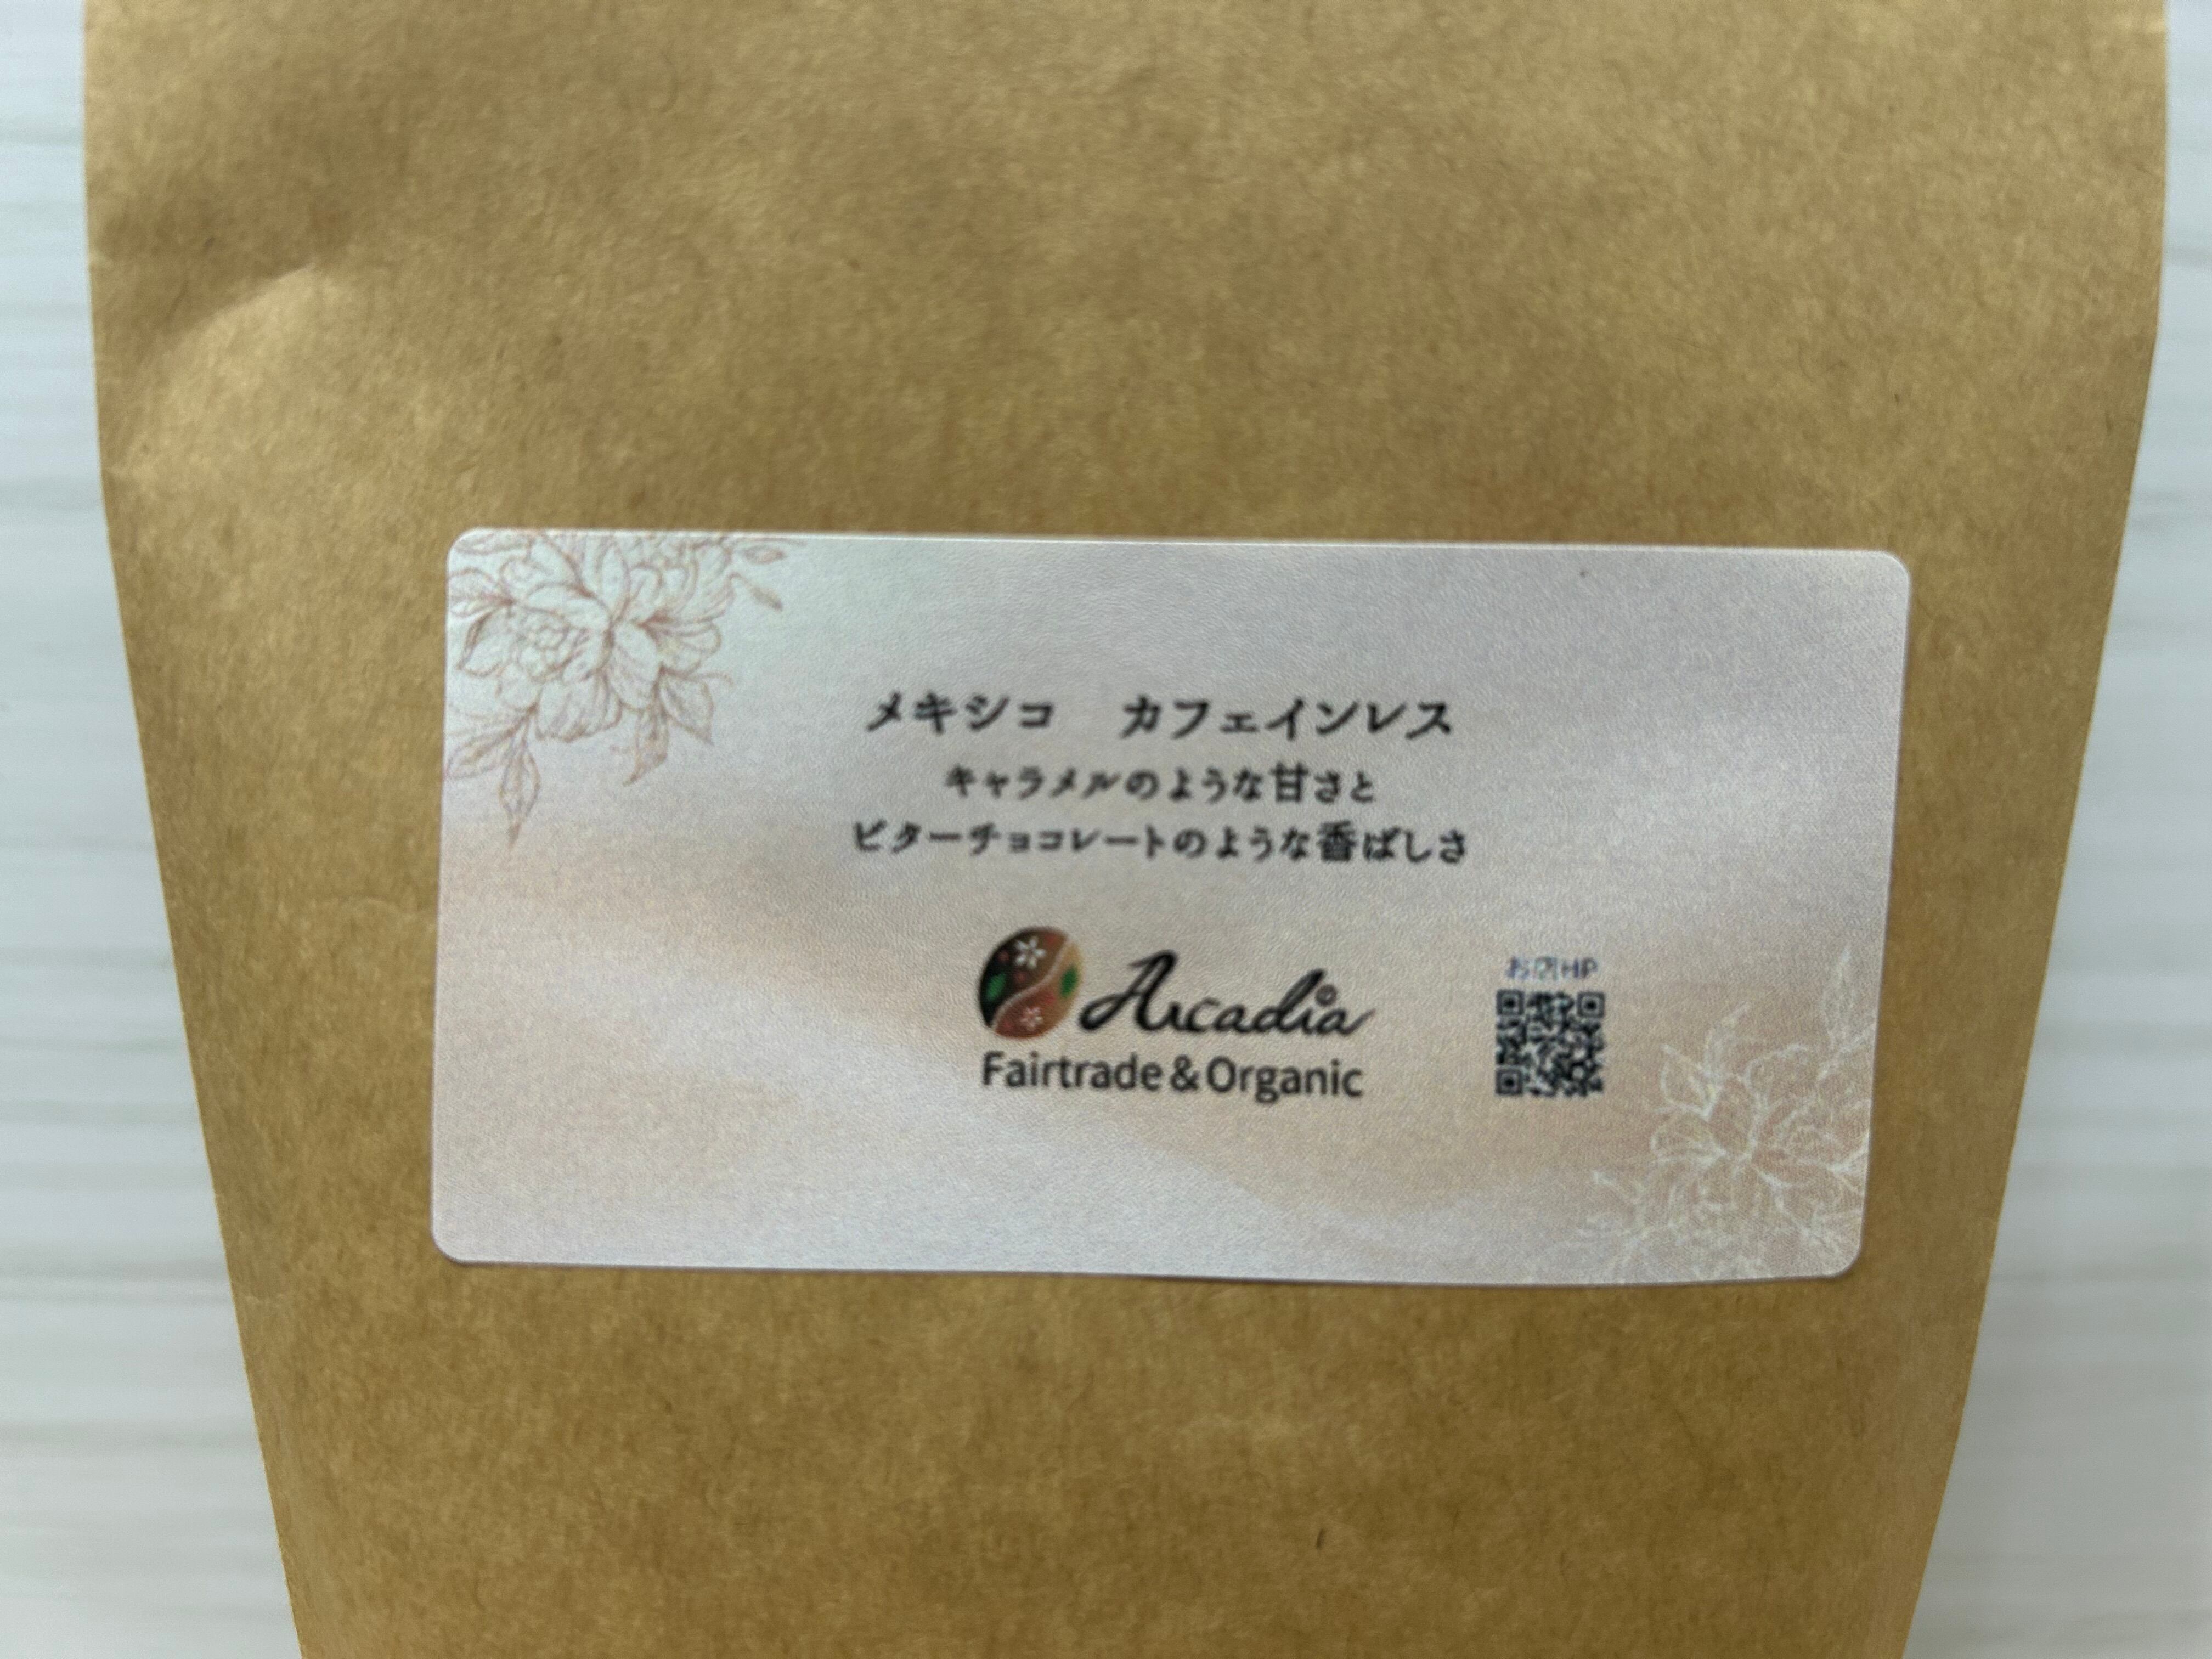 メキシコ　カフェインレス
キャラメルのような甘さと
ビターチョコレートのような香ばしさ
Arcadia
Fairtrade & Organic
お店HP